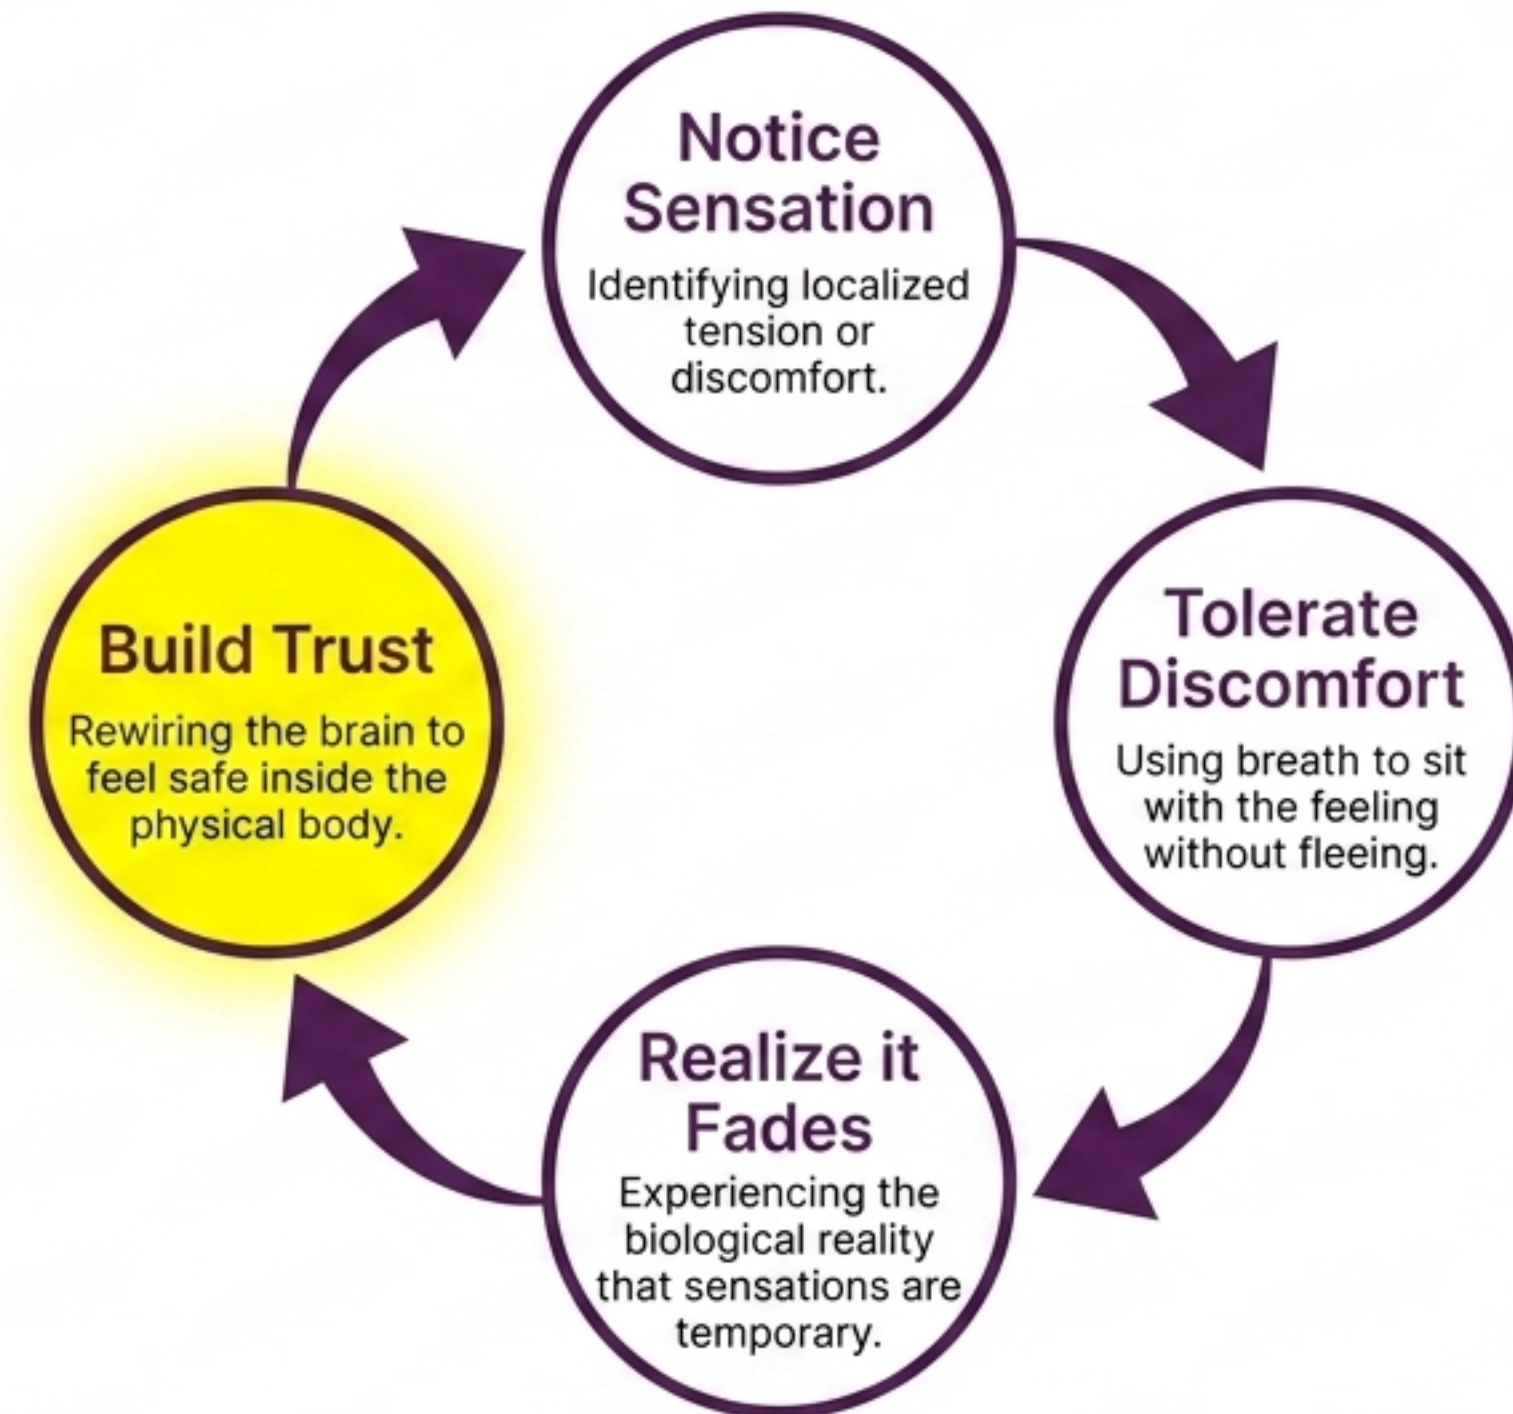 Notice
Sensation
Identifying localized
tension or
discomfort.
Tolerate
Discomfort
Using breath to sit
with the feeling
without fleeing.
Realize it
Fades
Experiencing the
biological reality
that sensations are
temporary.
Build Trust
Rewiring the brain to
feel safe inside the
physical body.